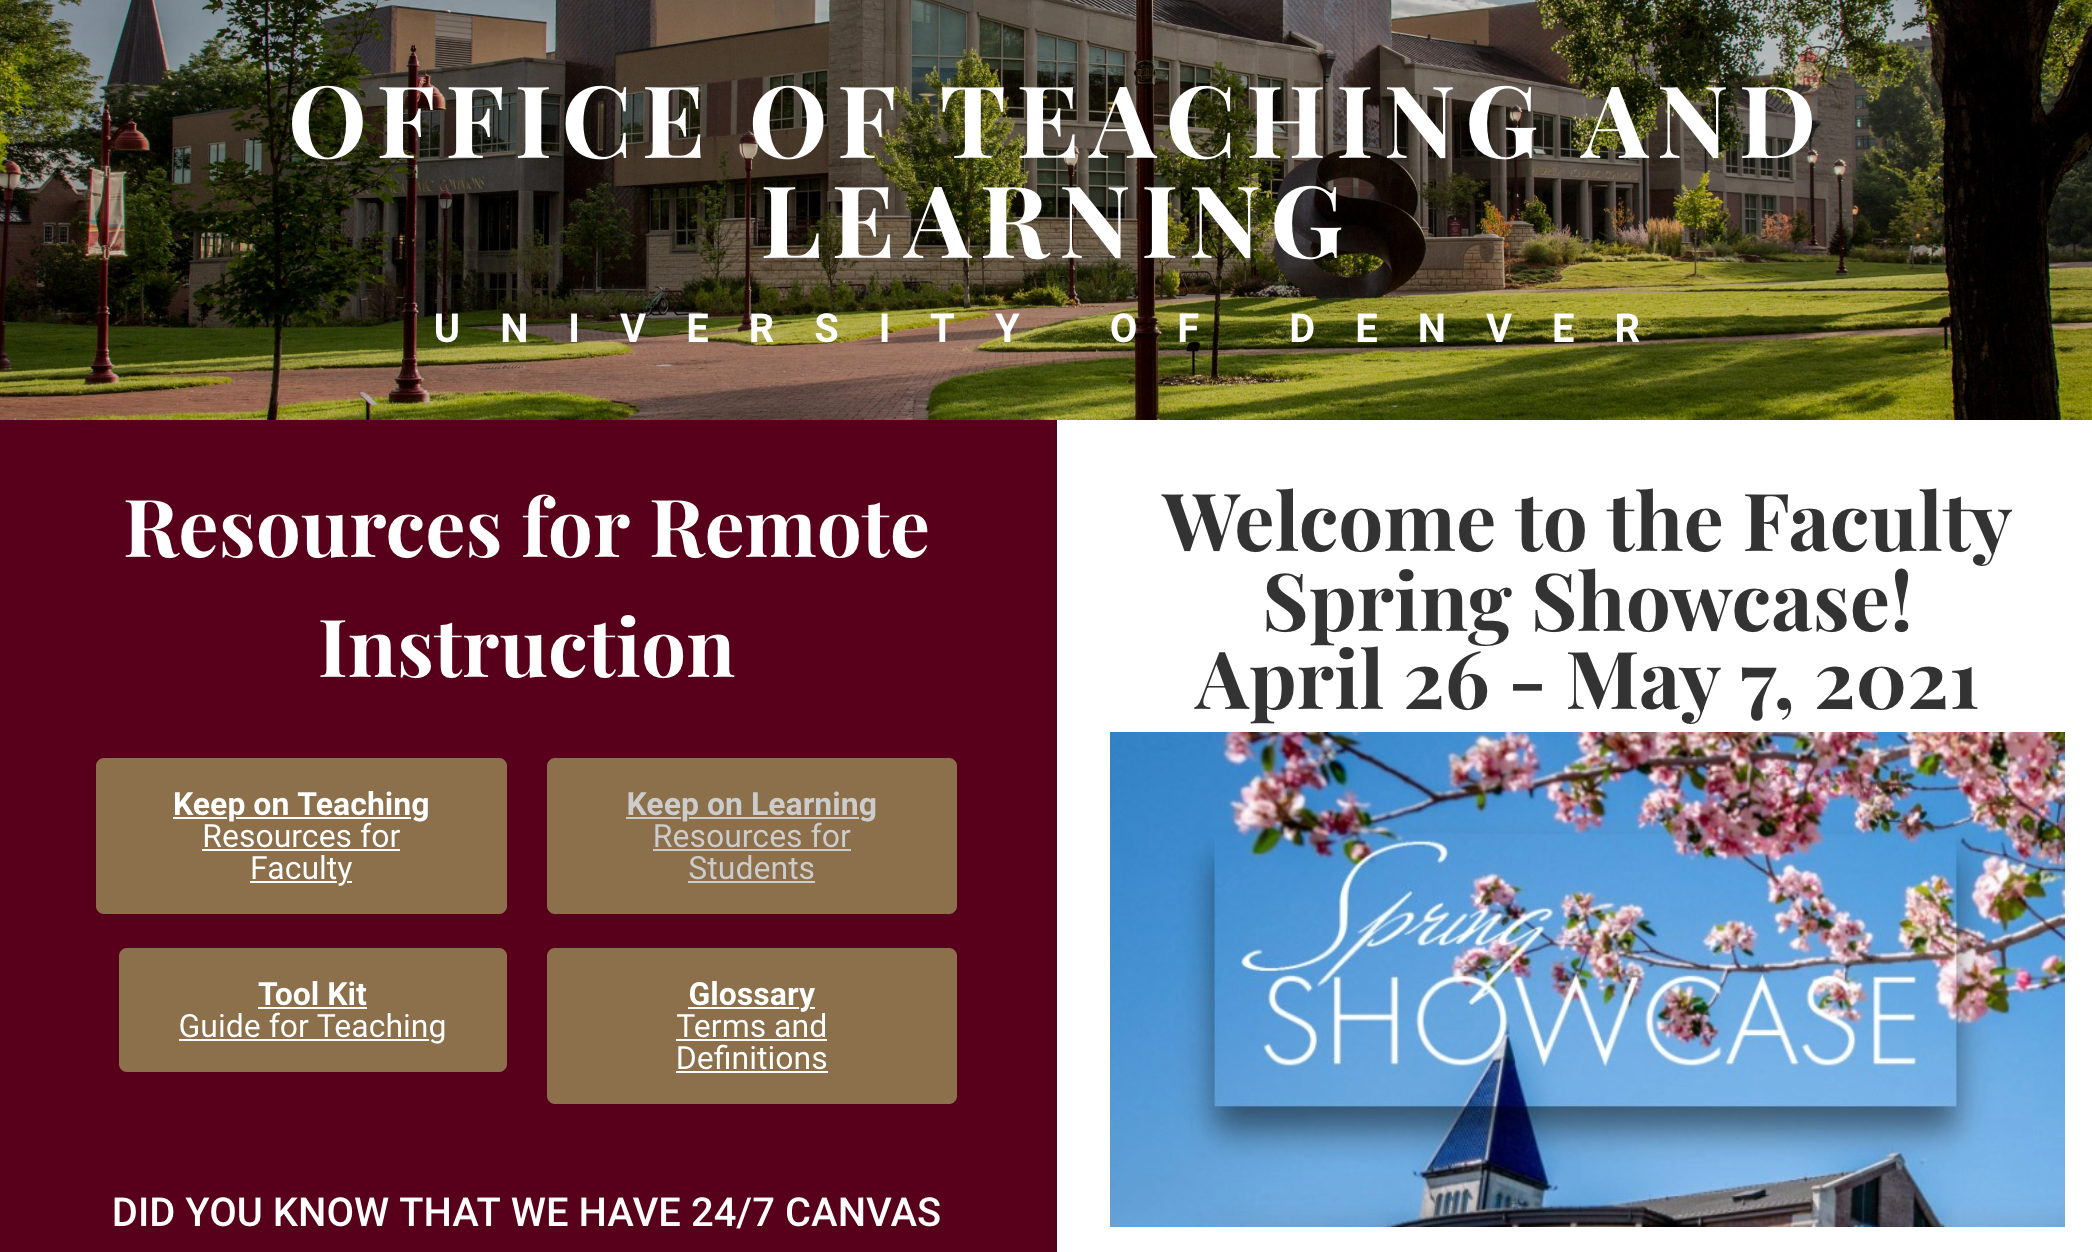 OFFICE OF TEACHING AND
LEARNING
UNIVERSITY OF DENVER
Resources for Remote
Instruction
Keep on Teaching
Resources for
Faculty
Keep on Learning
Resources for
Students
Tool Kit
Guide for Teaching
Glossary
Terms and
Definitions
DID YOU KNOW THAT WE HAVE 24/7 CANVAS
Welcome to the Faculty
Spring Showcase!
April 26 - May 7, 2021
Spring
SHOWCASE